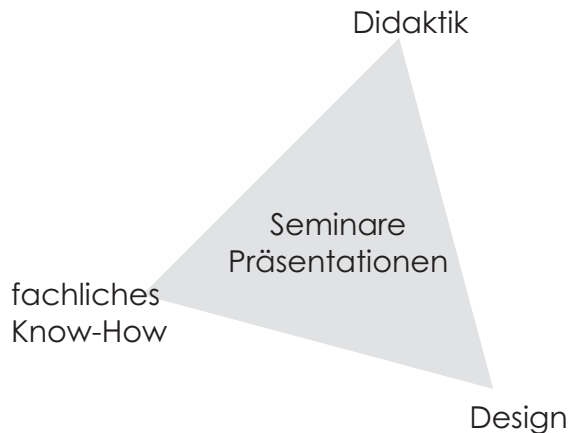 Didaktik
Seminare
Präsentationen
fachliches
Know-How
Design